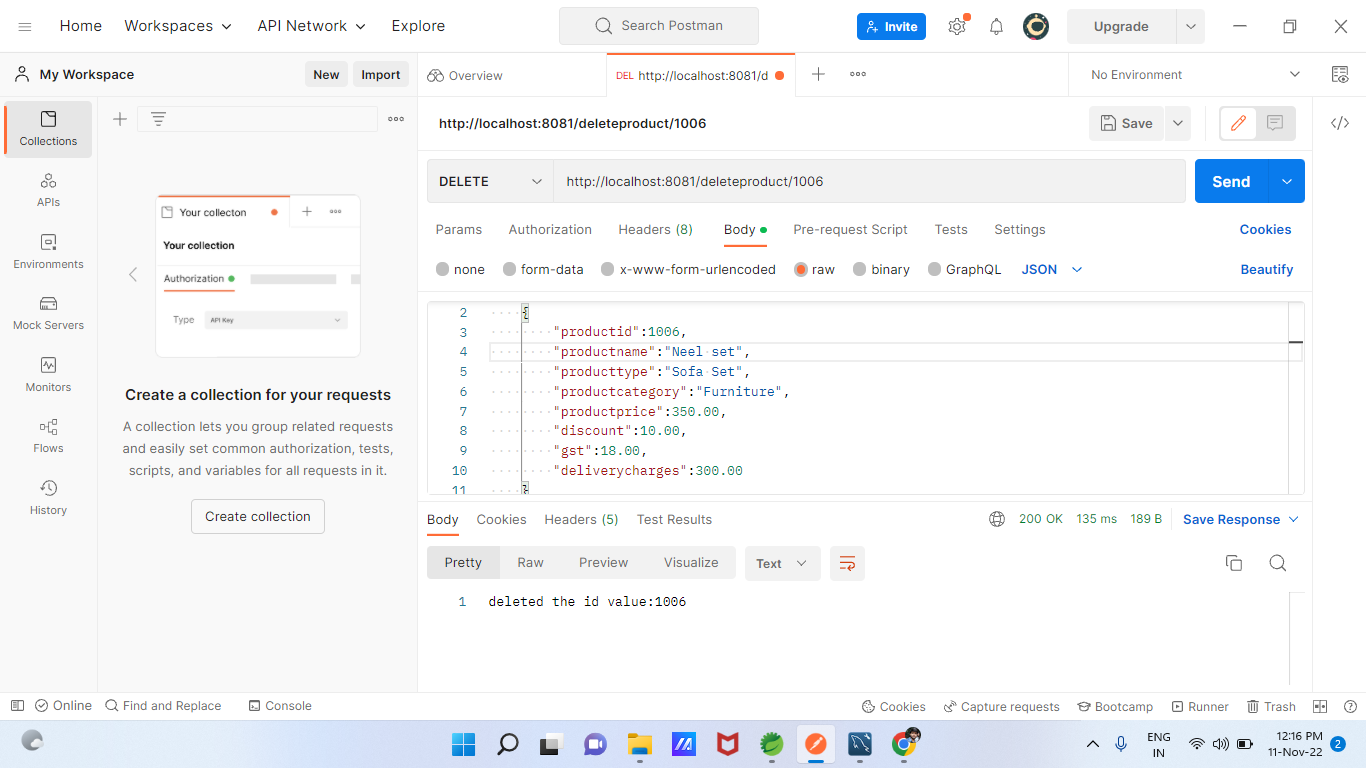 Home Workspaces API Network Explore Search Postman Invite Upgrade
My Workspace New Import Overview DEL http://localhost:8081/d No Environment
Collections
APIs
Environments
Mock Servers
Monitors
Flows
History
Your collecton
Your collection
Authorization
Type API Key
Create a collection for your requests
A collection lets you group related requests
and easily set common authorization, tests,
scripts, and variables for all requests in it.
Create collection
http://localhost:8081/deleteproduct/1006 Save
DELETE http://localhost:8081/deleteproduct/1006 Send
Params Authorization Headers (8) Body Pre-request Script Tests Settings Cookies
none form-data x-www-form-urlencoded raw binary GraphQL JSON Beautify
2 {
3 "productid":1006,
4 "productname":"Neel set",
5 "producttype":"Sofa Set",
6 "productcategory":"Furniture",
7 "productprice":350.00,
8 "discount":10.00,
9 "gst":18.00,
10 "deliverycharges":300.00
11 }
Body Cookies Headers (5) Test Results 200 OK 135 ms 189 B Save Response
Pretty Raw Preview Visualize Text
1 deleted the id value:1006
Online Find and Replace Console Cookies Capture requests Bootcamp Runner Trash
ENG
IN
12:16 PM
11-Nov-22
2